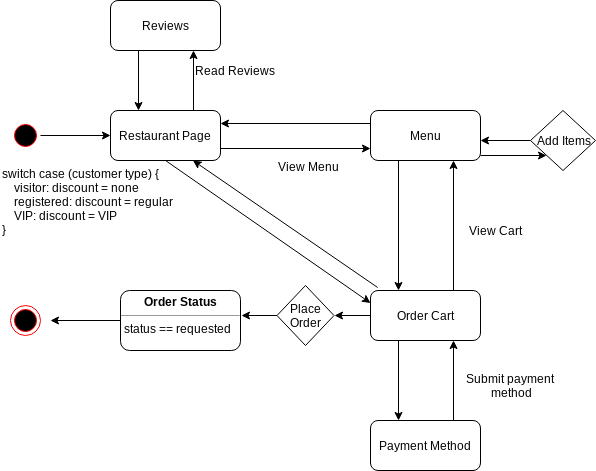 Reviews
Read Reviews
Restaurant Page
Menu
Add Items
View Menu
switch case (customer type) {
visitor: discount = none
registered: discount = regular
VIP: discount = VIP
}
View Cart
Order Status
status == requested
Place
Order
Order Cart
Submit payment
method
Payment Method